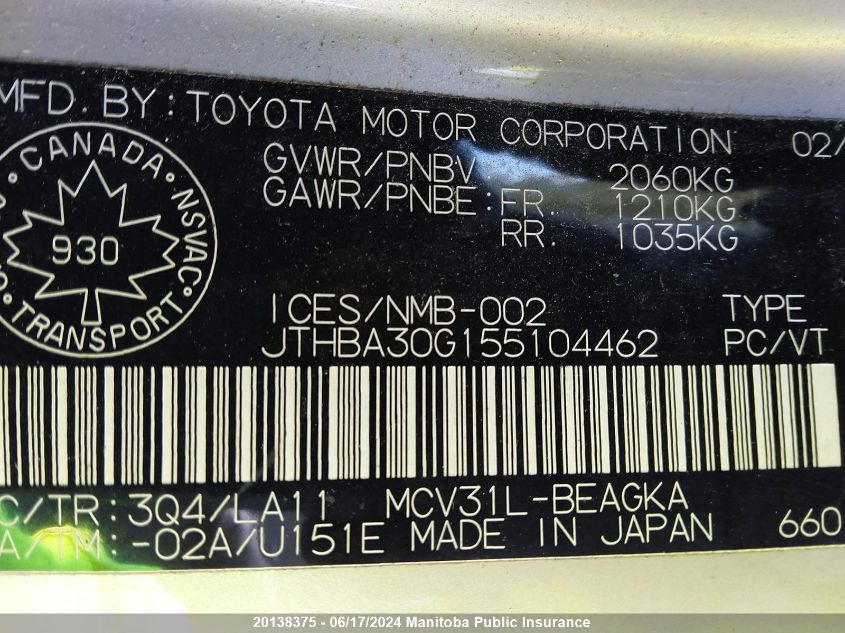 MFD. BY: TOYOTA MOTOR CORPORATION 02/
GVWR/PNBV 2060KG
GAWR/PNBE: FR. 1210KG
RR. 1035KG
CANADA
NSVAC
930
TRANSPORT
ICES/NMB-002 TYPE
JTHBA30G155104462 PC/VT
C/TR: 3Q4/LA11 MCV31L-BEAGKA
A/TM: -02A/U151E MADE IN JAPAN 660
20138375 - 06/17/2024 Manitoba Public Insurance